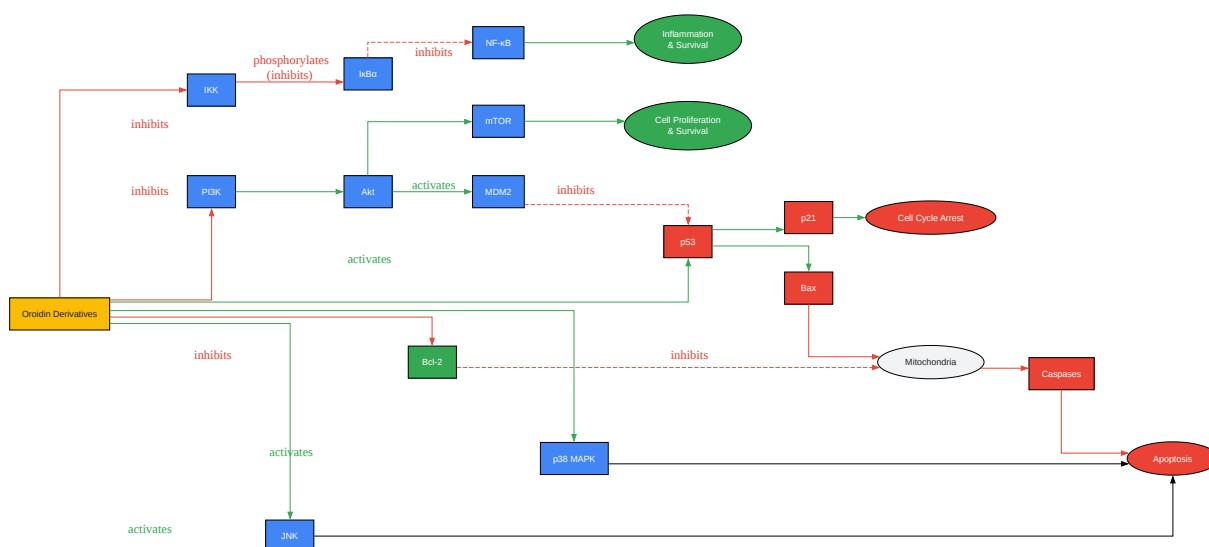 Inflammation
& Survival
NF-κB
inhibits
phosphorylates
(inhibits)
IκBα
IKK
inhibits
mTOR
Cell Proliferation
& Survival
inhibits
PI3K
Akt
activates
MDM2
inhibits
p21
Cell Cycle Arrest
p53
activates
Bax
Oroidin Derivatives
inhibits
Bcl-2
inhibits
Mitochondria
Caspases
activates
p38 MAPK
Apoptosis
activates
JNK